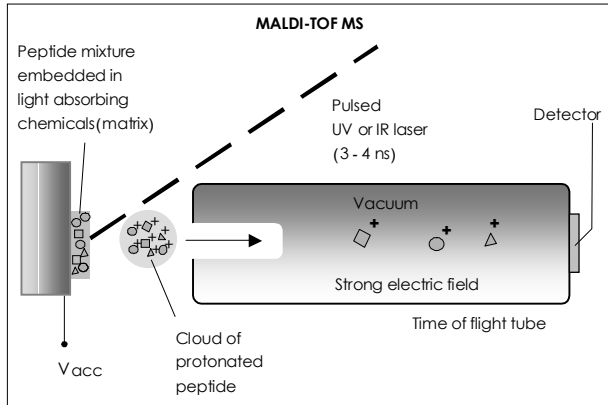 MALDI-TOF MS
Peptide mixture
embedded in
light absorbing
chemicals(matrix)
Pulsed
UV or IR laser
(3 - 4 ns)
Detector
Vacuum
+
+
+
Strong electric field
Time of flight tube
Cloud of
protonated
peptide
Vacc